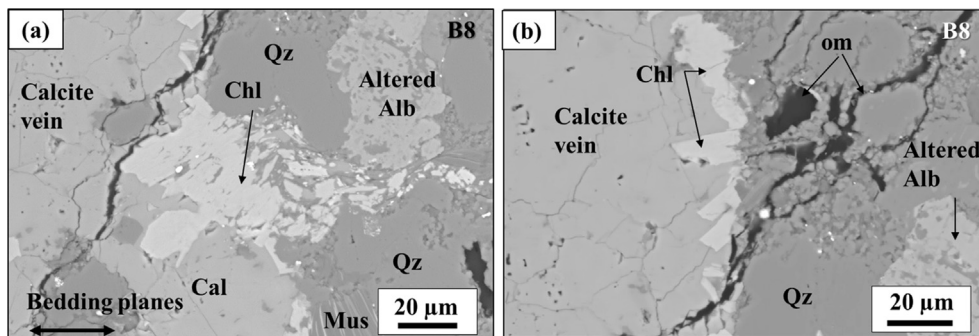 (a)
B8
Qz
Calcite
vein
Chl
Altered
Alb
Qz
Cal
Bedding planes
Mus
20 µm
(b)
B8
om
Chl
Calcite
vein
Altered
Alb
Qz
20 µm